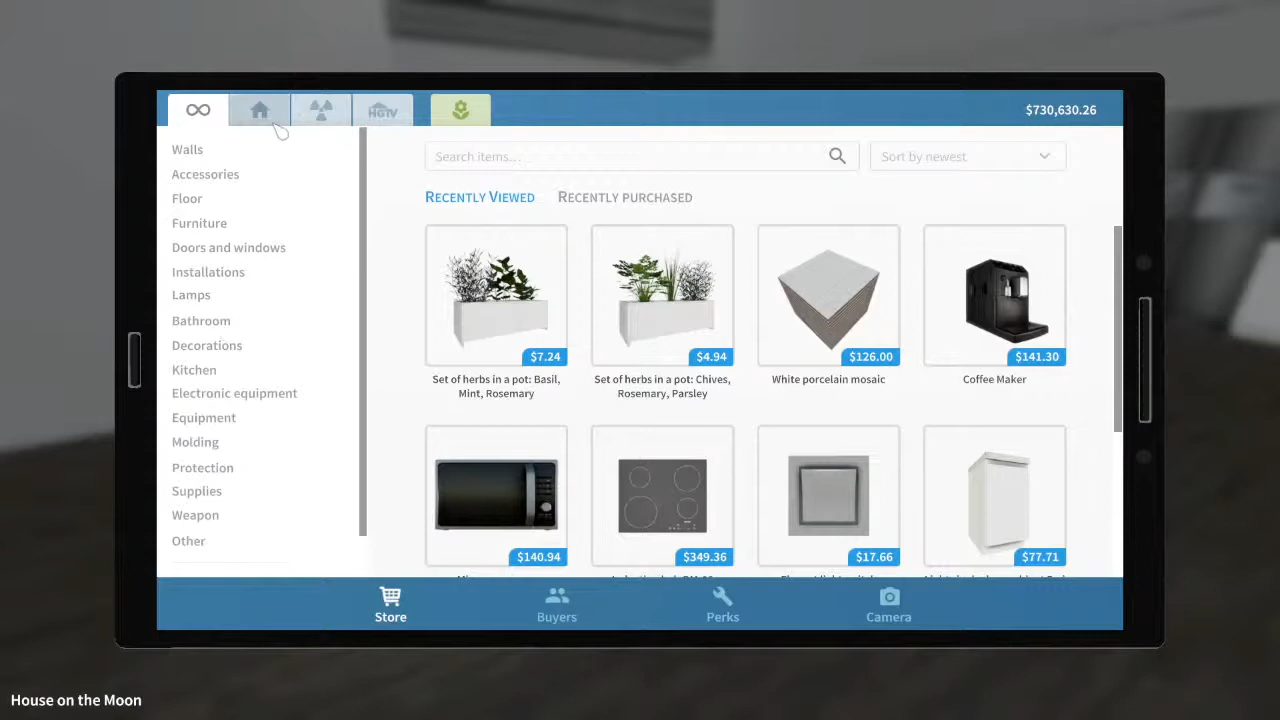 HGTV
$730,630.26
Walls
Accessories
Floor
Furniture
Doors and windows
Installations
Lamps
Bathroom
Decorations
Kitchen
Electronic equipment
Equipment
Molding
Protection
Supplies
Weapon
Other
Search items...
Sort by newest
RECENTLY VIEWED
RECENTLY PURCHASED
$7.24
Set of herbs in a pot: Basil,
Mint, Rosemary
$4.94
Set of herbs in a pot: Chives,
Rosemary, Parsley
$126.00
White porcelain mosaic
$141.30
Coffee Maker
$140.94
$349.36
$17.66
$77.71
Store
Buyers
Perks
Camera
House on the Moon